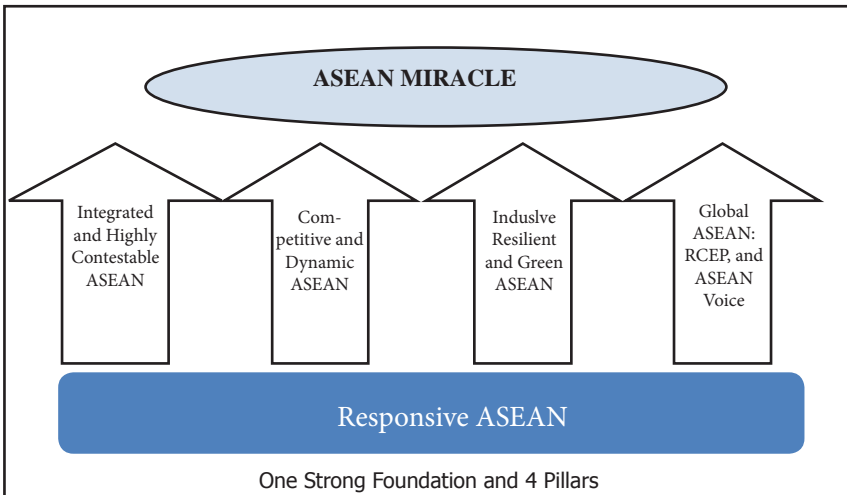 ASEAN MIRACLE
Integrated
and Highly
Contestable
ASEAN
Com-
petitive and
Dynamic
ASEAN
Induslve
Resilient
and Green
ASEAN
Global
ASEAN:
RCEP, and
ASEAN
Voice
Responsive ASEAN
One Strong Foundation and 4 Pillars